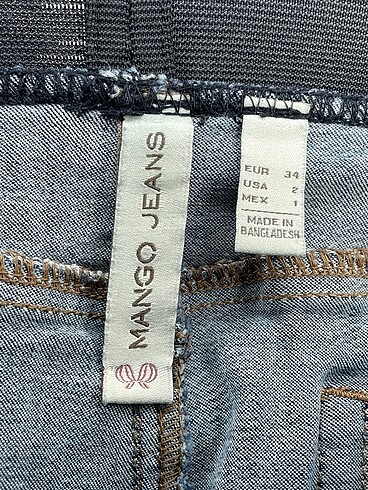 MANGO JEANS
EUR 34
USA 2
MEX 1
MADE IN
BANGLADESH